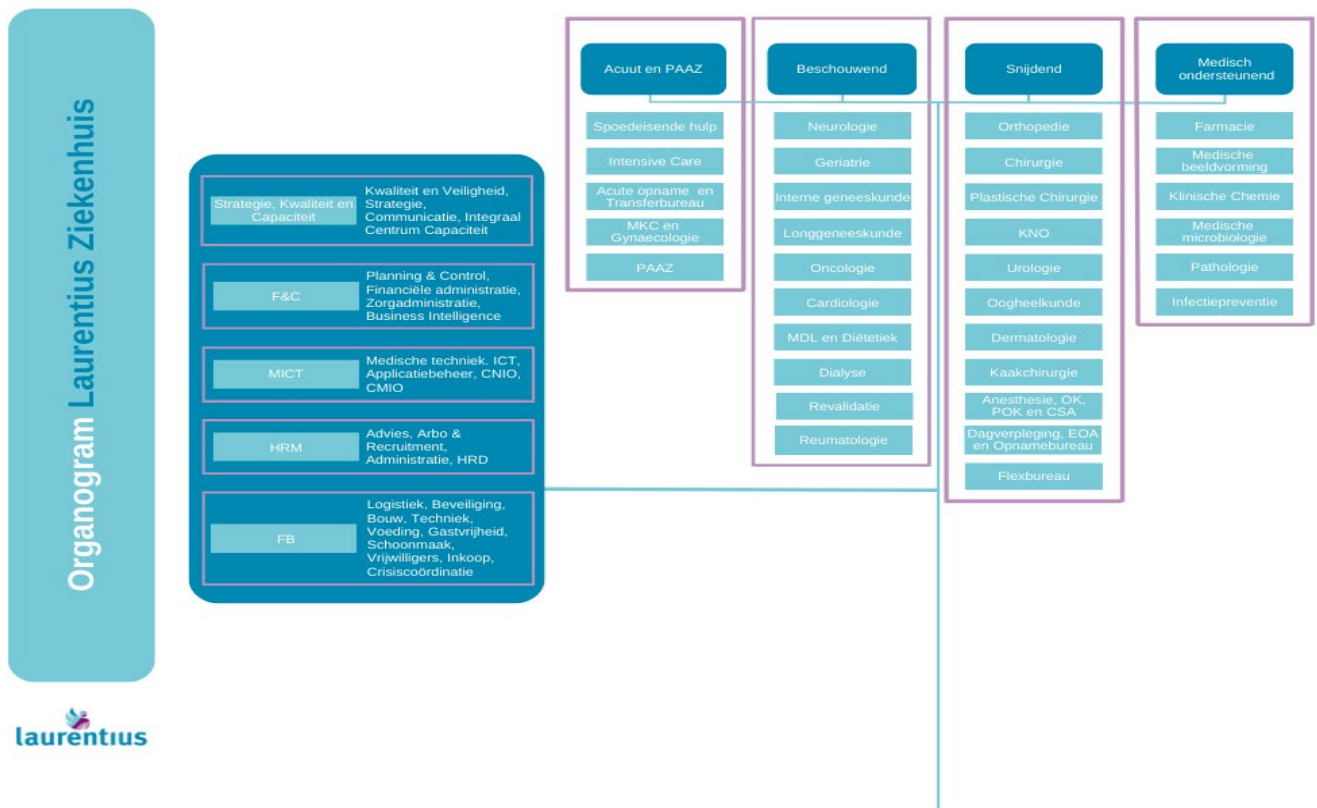 Organogram Laurentius Ziekenhuis
laurentius
Strategie, Kwaliteit en
Capaciteit
Kwaliteit en Veiligheid,
Strategie,
Communicatie, Integraal
Centrum Capaciteit
F&C
Planning & Control,
Financiële administratie,
Zorgadministratie,
Business Intelligence
MICT
Medische techniek. ICT,
Applicatiebeheer, CNIO,
CMIO
HRM
Advies, Arbo &
Recruitment,
Administratie, HRD
FB
Logistiek, Beveiliging,
Bouw, Techniek,
Voeding, Gastvrijheid,
Schoonmaak,
Vrijwilligers, Inkoop,
Crisiscoördinatie
Acuut en PAAZ
Spoedeisende hulp
Intensive Care
Acute opname en
Transferbureau
MKC en
Gynaecologie
PAAZ
Beschouwend
Neurologie
Geriatrie
Interne geneeskunde
Longgeneeskunde
Oncologie
Cardiologie
MDL en Diëtetiek
Dialyse
Revalidatie
Reumatologie
Snijdend
Orthopedie
Chirurgie
Plastische Chirurgie
KNO
Urologie
Oogheelkunde
Dermatologie
Kaakchirurgie
Anesthesie, OK,
POK en CSA
Dagverpleging, EOA
en Opnamebureau
Flexbureau
Medisch
ondersteunend
Farmacie
Medische
beeldvorming
Klinische Chemie
Medische
microbiologie
Pathologie
Infectiepreventie